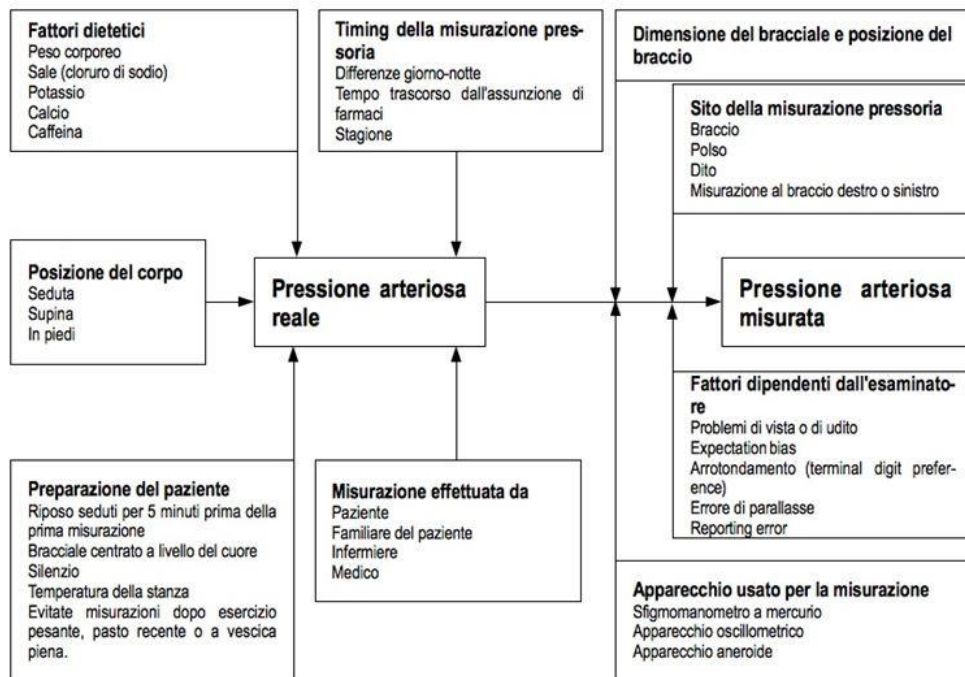 Fattori dietetici
Peso corporeo
Sale (cloruro di sodio)
Potassio
Calcio
Caffeina
Timing della misurazione pres-
soria
Differenze giorno-notte
Tempo trascorso dall'assunzione di
farmaci
Stagione
Dimensione del bracciale e posizione del
braccio
Sito della misurazione pressoria
Braccio
Polso
Dito
Misurazione al braccio destro o sinistro
Posizione del corpo
Seduta
Supina
In piedi
Pressione arteriosa
reale
Pressione arteriosa
misurata
Fattori dipendenti dall'esaminato-
re
Problemi di vista o di udito
Expectation bias
Arrotondamento (terminal digit prefer-
ence)
Errore di parallasse
Reporting error
Preparazione del paziente
Riposo seduti per 5 minuti prima della
prima misurazione
Bracciale centrato a livello del cuore
Silenzio
Temperatura della stanza
Evitate misurazioni dopo esercizio
pesante, pasto recente o a vescica
piena.
Misurazione effettuata da
Paziente
Familiare del paziente
Infermiere
Medico
Apparecchio usato per la misurazione
Sfigmomanometro a mercurio
Apparecchio oscillometrico
Apparecchio aneroide